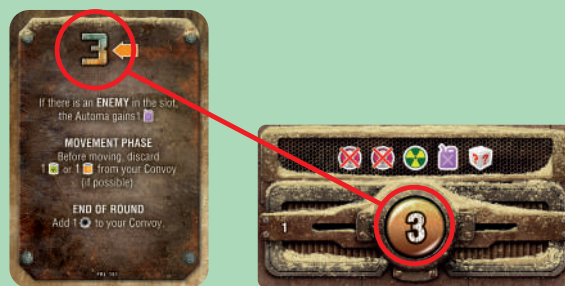 3
If there is an ENEMY in the slot,
the Automa gains 1
MOVEMENT PHASE
Before moving, discard
1 or 1 from your Convoy
(if possible)
END OF ROUND
Add 1 to your Convoy.
? ?
1
3